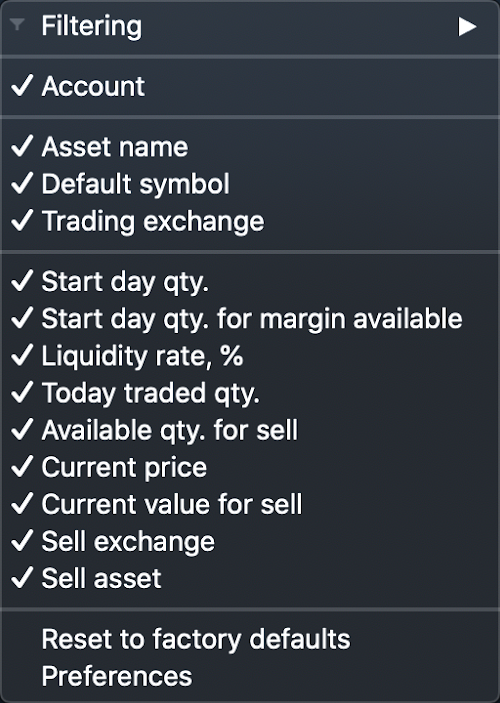 Filtering
Account
Asset name
Default symbol
Trading exchange
Start day qty.
Start day qty. for margin available
Liquidity rate, %
Today traded qty.
Available qty. for sell
Current price
Current value for sell
Sell exchange
Sell asset
Reset to factory defaults
Preferences